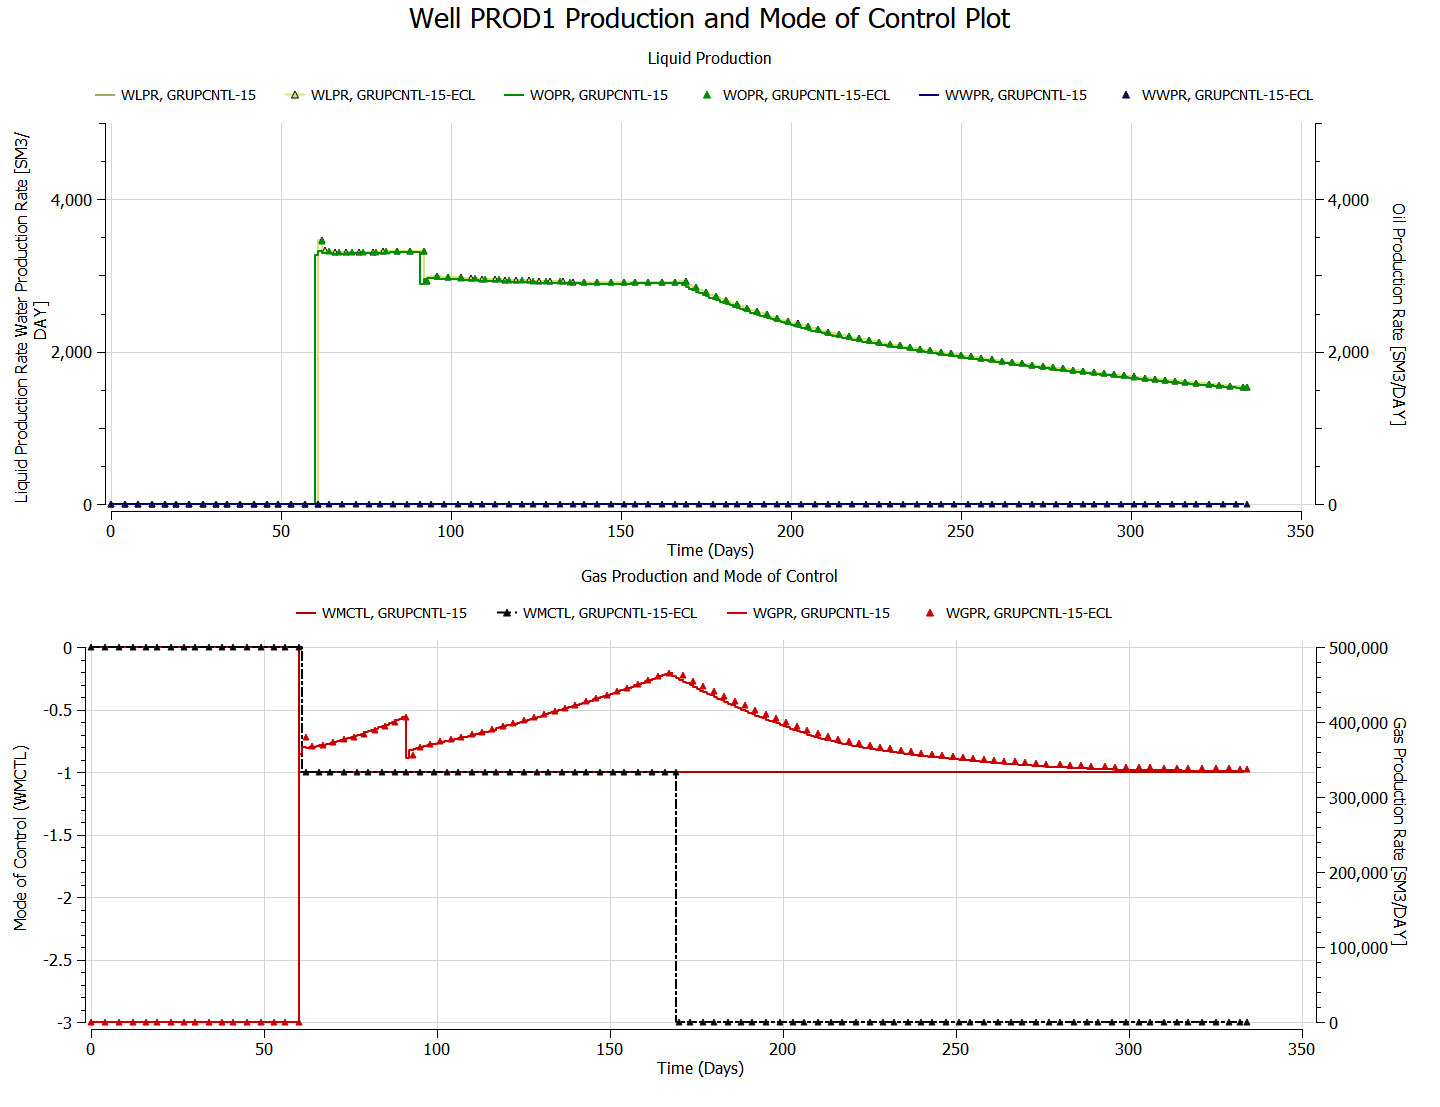 Well PROD1 Production and Mode of Control Plot
Liquid Production
WLPR, GRUPCNTL-15
WLPR, GRUPCNTL-15-ECL
WOPR, GRUPCNTL-15
WOPR, GRUPCNTL-15-ECL
WWPR, GRUPCNTL-15
WWPR, GRUPCNTL-15-ECL
Liquid Production Rate Water Production Rate [SM3/
DAY]
4,000
2,000
0
4,000
2,000
0
Oil Production Rate [SM3/DAY]
0
50
100
150
200
250
300
350
Time (Days)
Gas Production and Mode of Control
WMCTL, GRUPCNTL-15
WMCTL, GRUPCNTL-15-ECL
WGPR, GRUPCNTL-15
WGPR, GRUPCNTL-15-ECL
Mode of Control (WMCTL)
0
-0.5
-1
-1.5
-2
-2.5
-3
500,000
400,000
300,000
200,000
100,000
0
Gas Production Rate [SM3/DAY]
0
50
100
150
200
250
300
350
Time (Days)